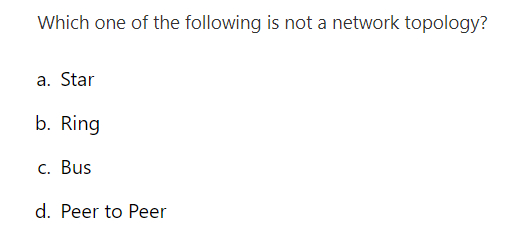 Which one of the following is not a network topology?
a. Star
b. Ring
c. Bus
d. Peer to Peer